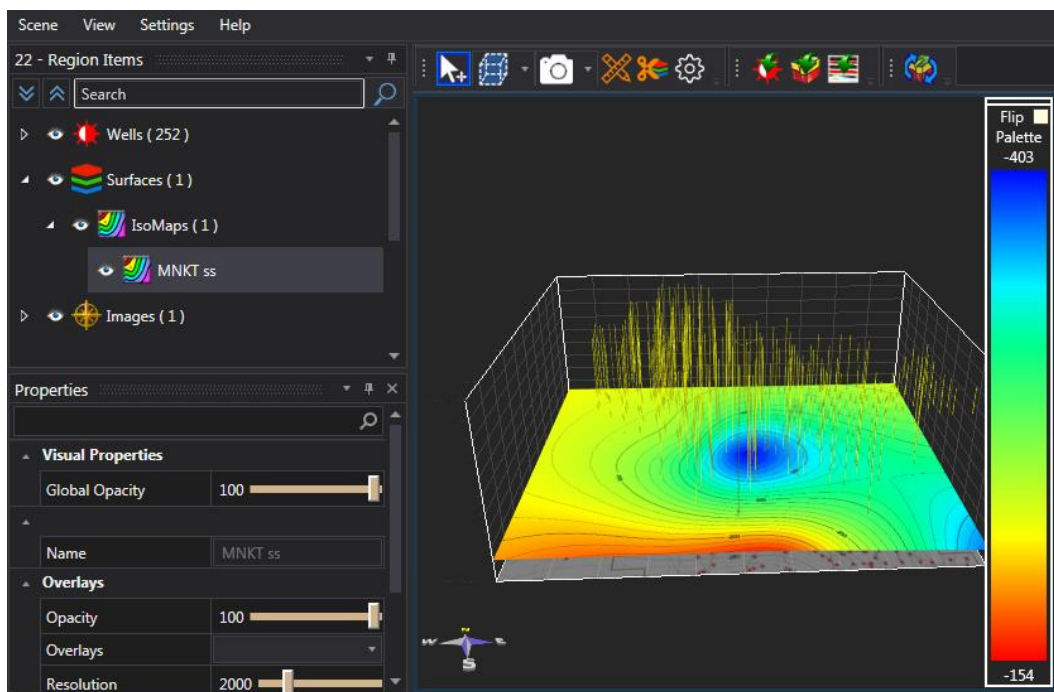 Scene View Settings Help
22 - Region Items
Search
Wells ( 252 )
Surfaces ( 1 )
IsoMaps ( 1 )
MNKT ss
Images ( 1 )
Properties
Visual Properties
Global Opacity 100
Name MNKT ss
Overlays
Opacity 100
Overlays
Resolution 2000
Flip
Palette
-403
-154
N
W
S